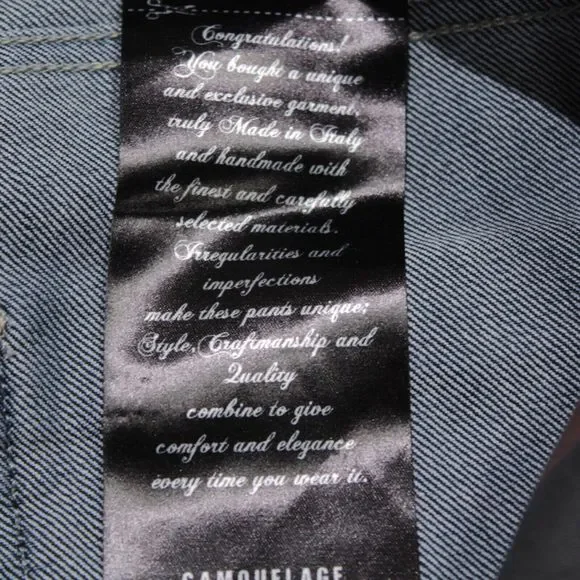 Congratulations!
You bought a unique
and exclusive garment,
truly Made in Italy
and handmade with
the finest and carefully
selected materials.
Irregularities and
imperfections
make these pants unique;
Style, Craftmanship and
Quality
combine to give
comfort and elegance
every time you wear it.
CAMOUFLAGE